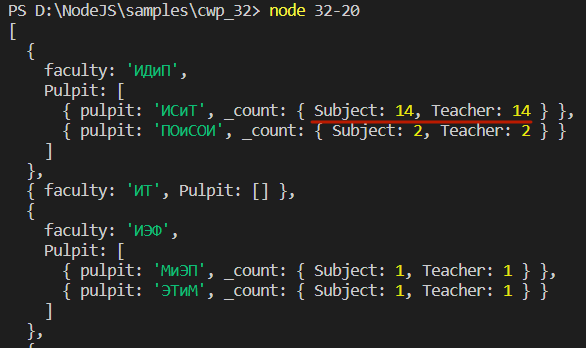 PS D:\NodeJS\samples\cwp_32> node 32-20
[
  {
    faculty: 'ИДиП',
    Pulpit: [
      { pulpit: 'ИСиТ', _count: { Subject: 14, Teacher: 14 } },
      { pulpit: 'ПОиСОИ', _count: { Subject: 2, Teacher: 2 } }
    ]
  },
  { faculty: 'ИТ', Pulpit: [] },
  {
    faculty: 'ИЭФ',
    Pulpit: [
      { pulpit: 'МиЭП', _count: { Subject: 1, Teacher: 1 } },
      { pulpit: 'ЭТиМ', _count: { Subject: 1, Teacher: 1 } }
    ]
  },